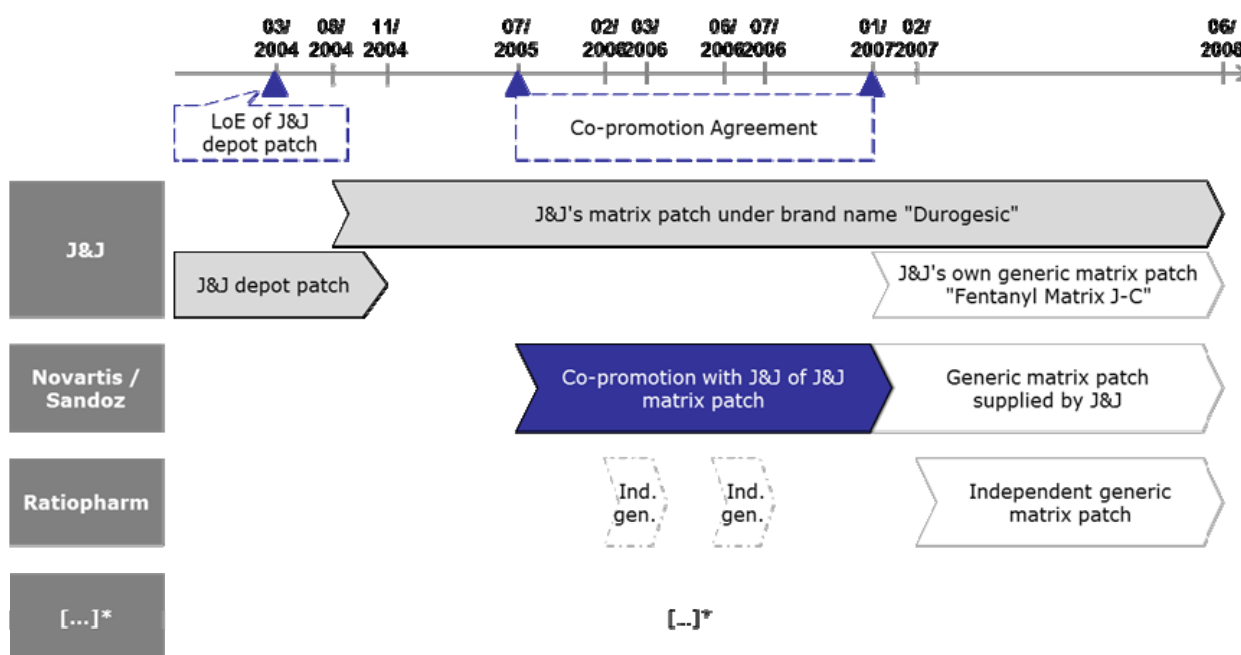 03/ 08/ 11/ 07/ 02/ 03/ 06/ 07/ 01/ 02/ 06/
2004 2004 2004 2005 2006 2006 2006 2006 2007 2007 2008
LoE of J&J
depot patch
Co-promotion Agreement
J&J
J&J's matrix patch under brand name "Durogesic"
J&J depot patch
J&J's own generic matrix patch
"Fentanyl Matrix J-C"
Novartis /
Sandoz
Co-promotion with J&J of J&J
matrix patch
Generic matrix patch
supplied by J&J
Ratiopharm
Ind.
gen.
Ind.
gen.
Independent generic
matrix patch
[...]*
[...]*